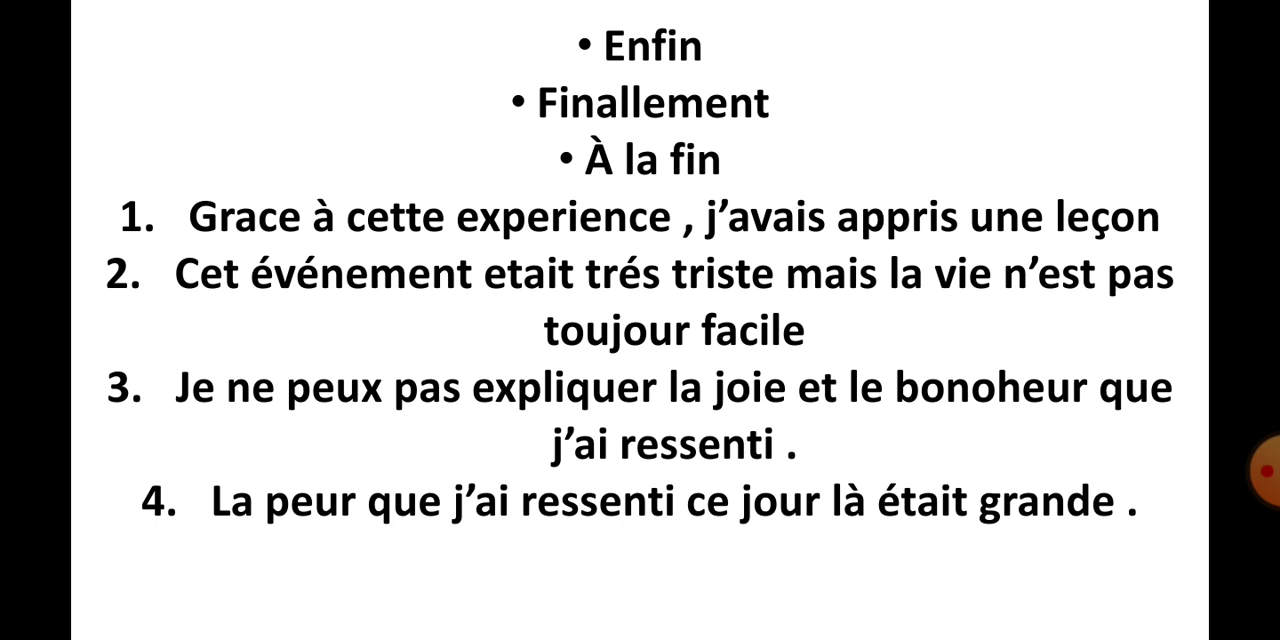 • Enfin
• Finallement
• À la fin
1. Grace à cette experience , j’avais appris une leçon
2. Cet événement etait trés triste mais la vie n’est pas
toujour facile
3. Je ne peux pas expliquer la joie et le bonoheur que
j’ai ressenti .
4. La peur que j’ai ressenti ce jour là était grande .